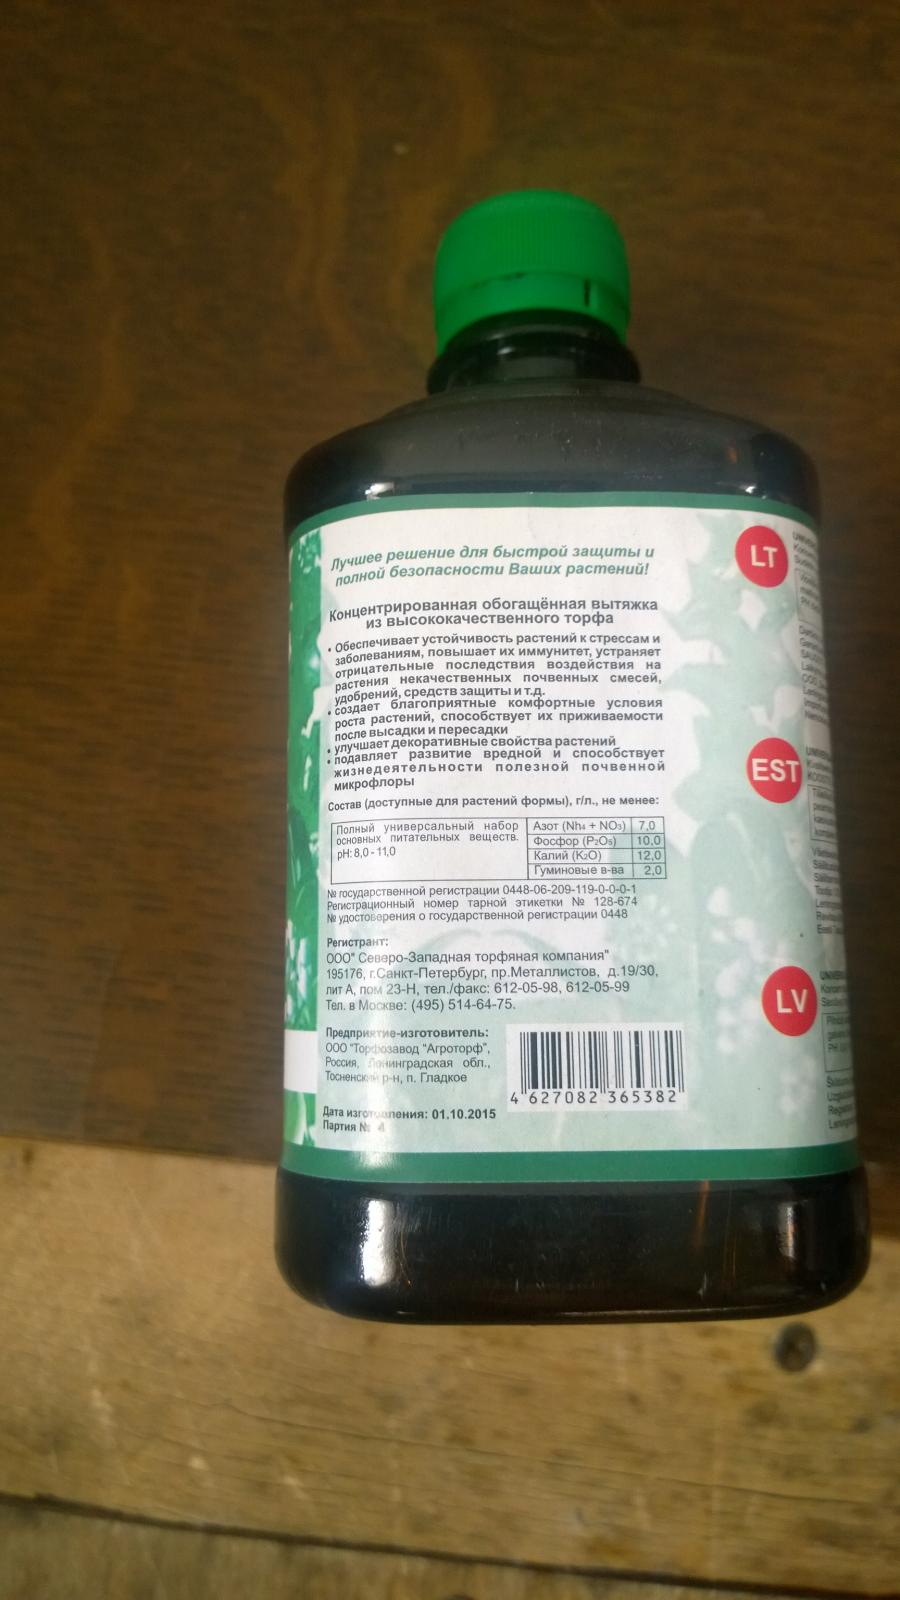 Лучшее решение для быстрой защиты и
полной безопасности Ваших растений!
Концентрированная обогащённая вытяжка
из высококачественного торфа
• Обеспечивает устойчивость растений к стрессам и
заболеваниям, повышает их иммунитет, устраняет
отрицательные последствия воздействия на
растения некачественных почвенных смесей,
удобрений, средств защиты и т.д.
• создает благоприятные комфортные условия
роста растений, способствует их приживаемости
после высадки и пересадки
• улучшает декоративные свойства растений
• подавляет развитие вредной и способствует
жизнедеятельности полезной почвенной
микрофлоры
Состав (доступные для растений формы), г/л., не менее:
Полный универсальный набор
основных питательных веществ.
pH: 8,0 - 11,0
Азот (Nh₄ + NO₃) 7,0
Фосфор (P₂O₅) 10,0
Калий (K₂O) 12,0
Гуминовые в-ва 2,0
№ государственной регистрации 0448-06-209-119-0-0-0-1
Регистрационный номер тарной этикетки № 128-674
№ удостоверения о государственной регистрации 0448
Регистрант:
ООО" Северо-Западная торфяная компания"
195176, г.Санкт-Петербург, пр.Металлистов, д.19/30,
лит А, пом 23-Н, тел./факс: 612-05-98, 612-05-99
Тел. в Москве: (495) 514-64-75.
Предприятие-изготовитель:
ООО "Торфозавод "Агроторф",
Россия, Ленинградская обл.,
Тосненский р-н, п. Гладкое
4 627082 365382
Дата изготовления: 01.10.2015
Партия № 4
LT
EST
LV